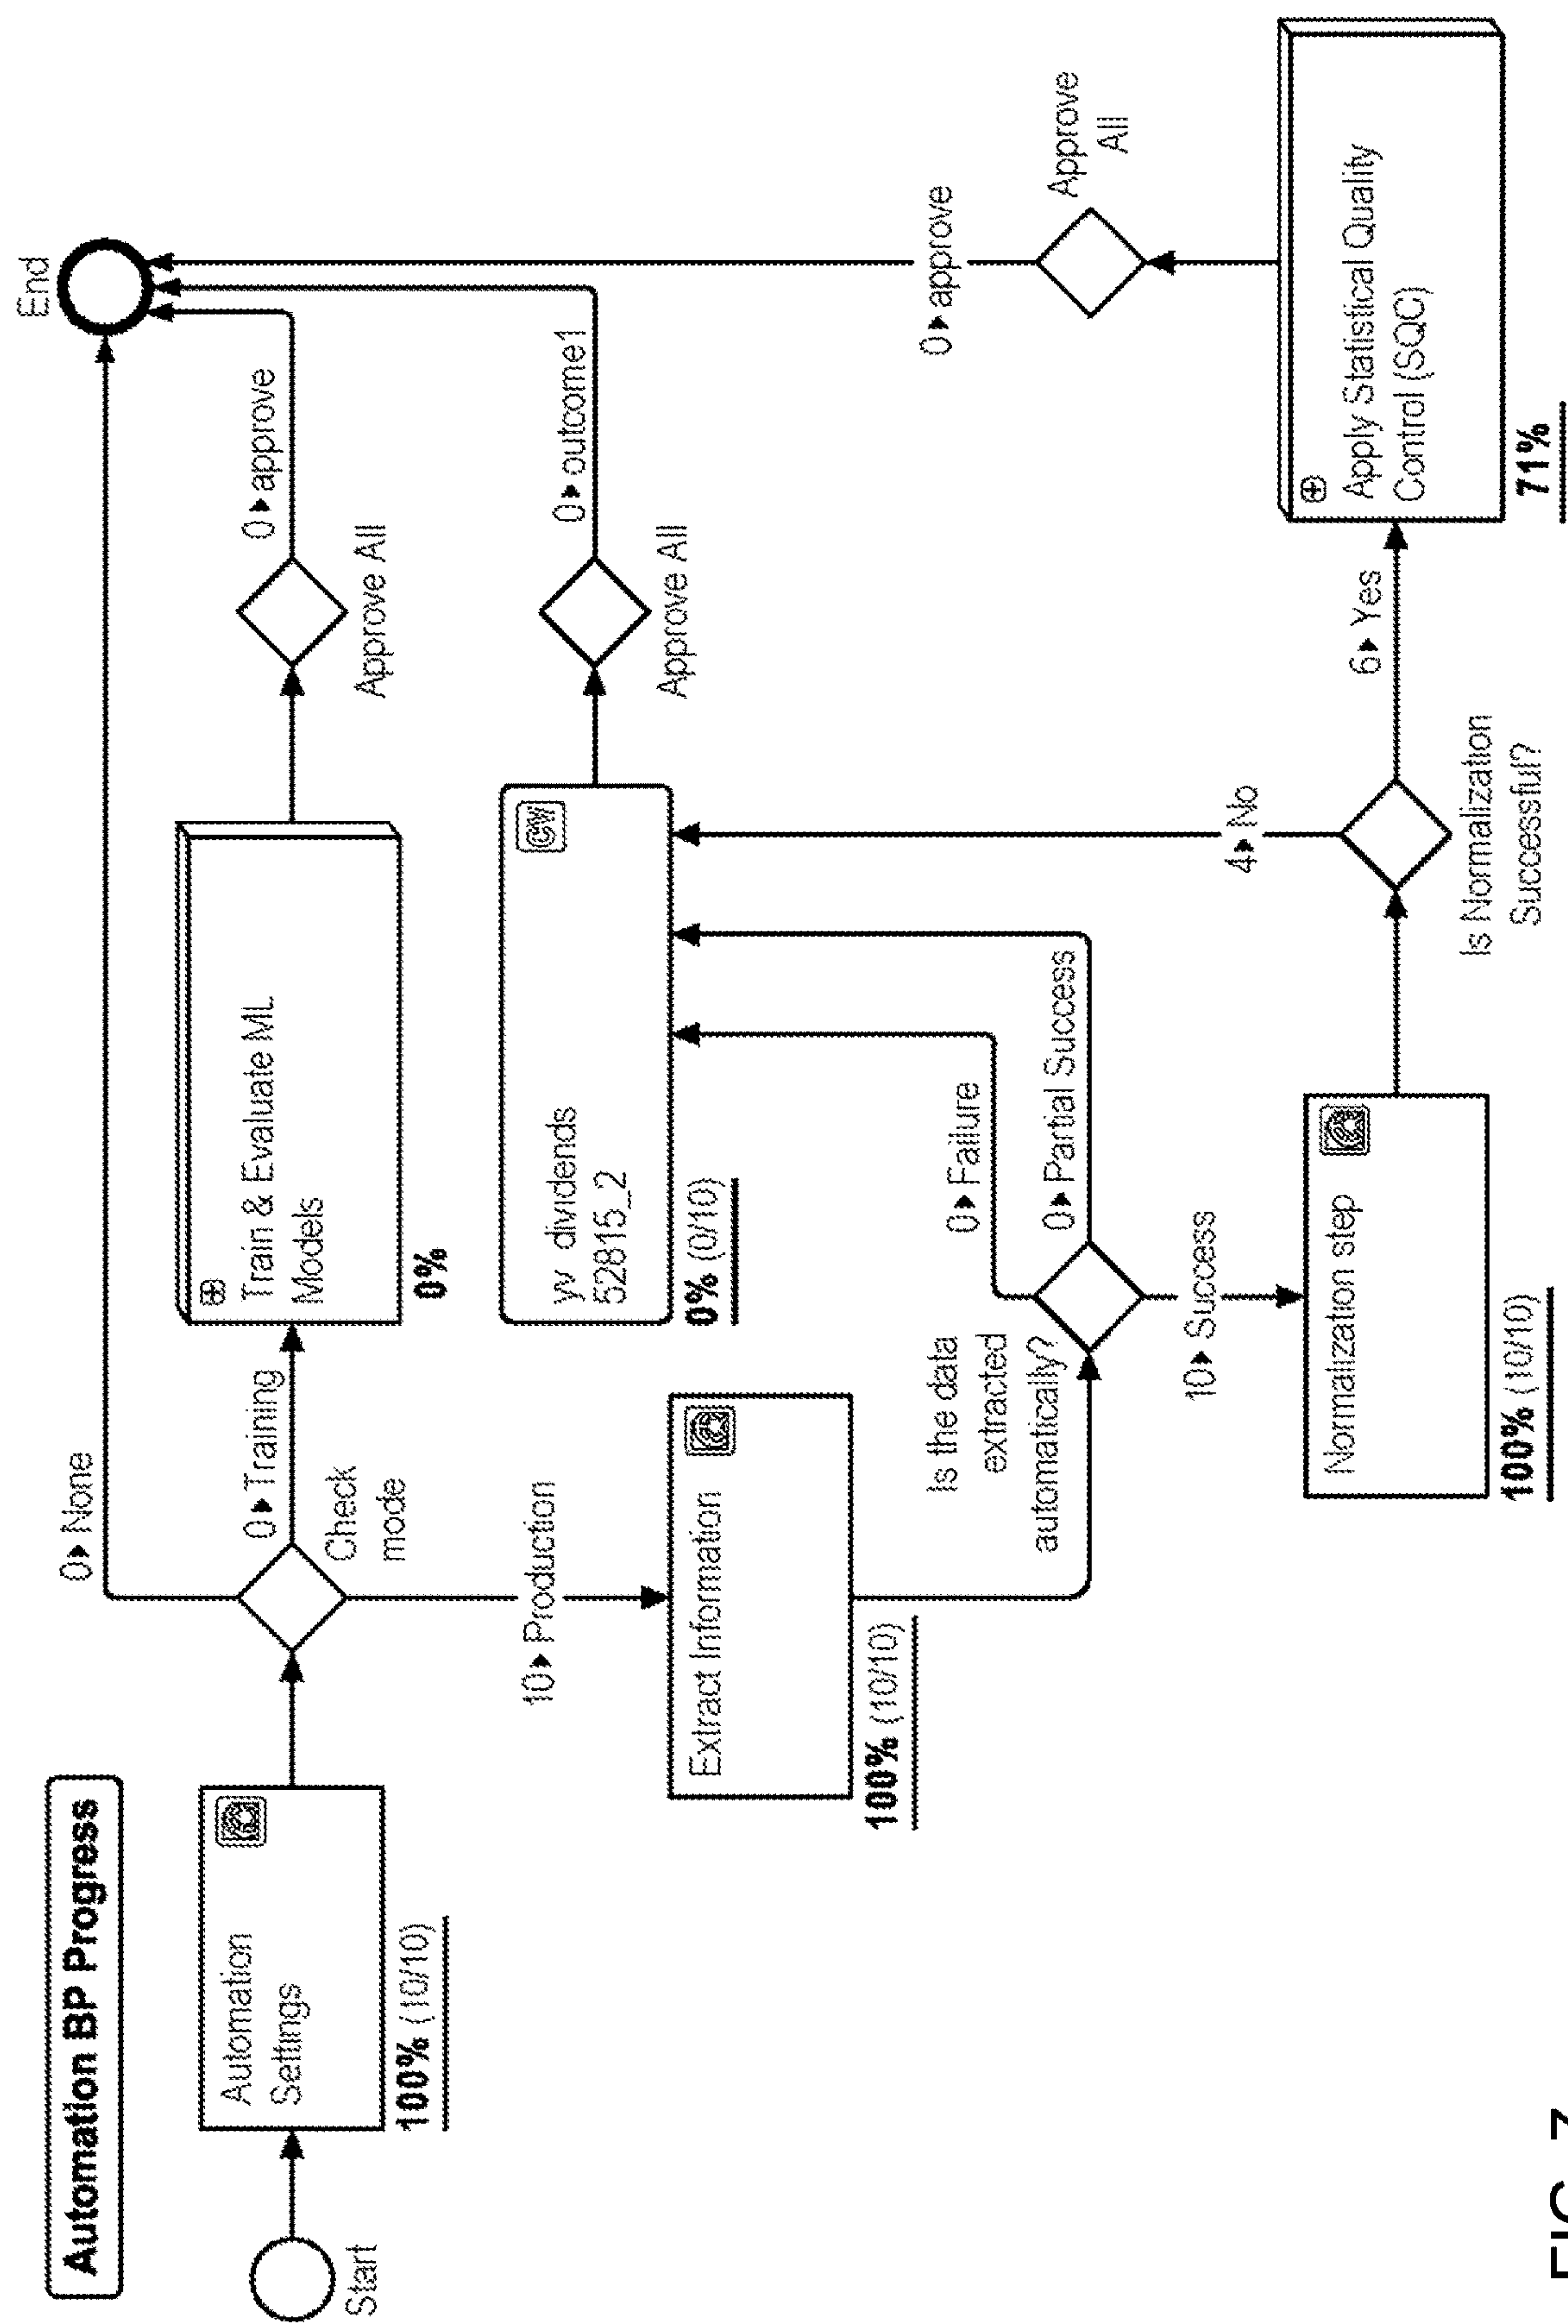 Automation BP Progress
Start
Automation
Settings
100% (10/10)
Check
mode
0▸None
0▸Training
10▸Production
Train & Evaluate ML
Models
0%
Approve All
0▸approve
End
yv dividends
52815_2
CW
0% (0/10)
Approve All
0▸outcome1
Extract Information
100% (10/10)
Is the data
extracted
automatically?
0▸Failure
0▸Partial Success
10▸Success
Normalization step
100% (10/10)
Is Normalization
Successful?
4▸No
6▸Yes
Apply Statistical Quality
Control (SQC)
71%
Approve
All
0▸approve